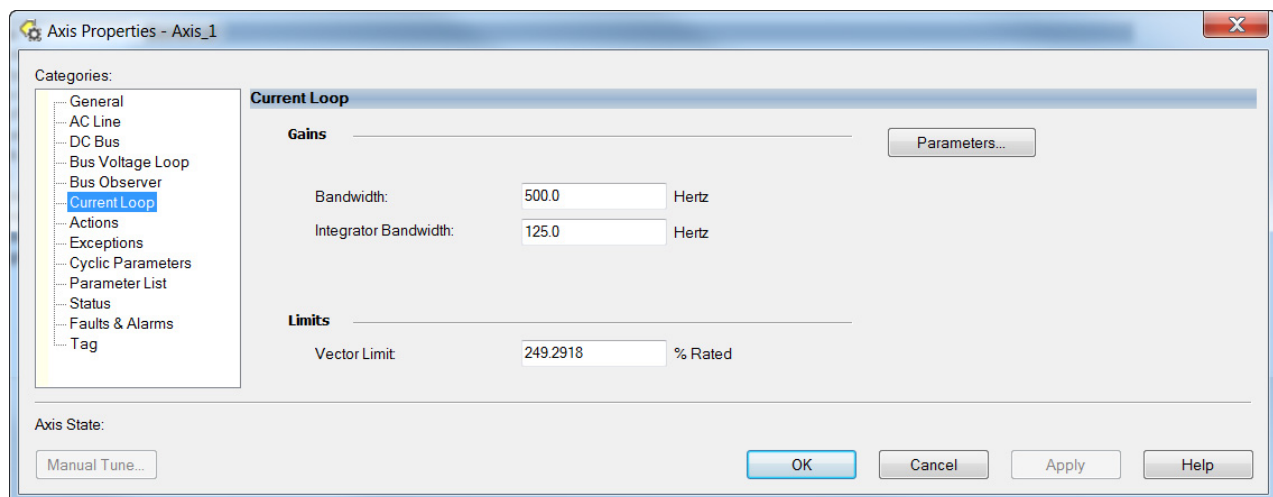 Axis Properties - Axis_1
X
Categories:
General
AC Line
DC Bus
Bus Voltage Loop
Bus Observer
Current Loop
Actions
Exceptions
Cyclic Parameters
Parameter List
Status
Faults & Alarms
Tag
Current Loop
Gains
Parameters...
Bandwidth: 500.0 Hertz
Integrator Bandwidth: 125.0 Hertz
Limits
Vector Limit: 249.2918 % Rated
Axis State:
Manual Tune... OK Cancel Apply Help